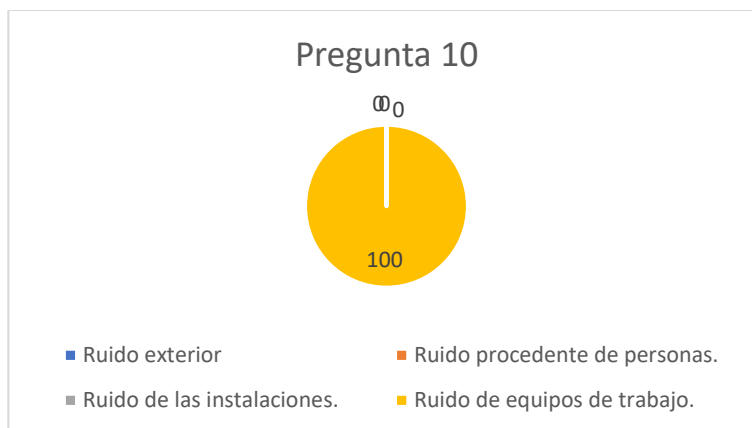 Pregunta 10
0 0 0
100
Ruido exterior
Ruido procedente de personas.
Ruido de las instalaciones.
Ruido de equipos de trabajo.